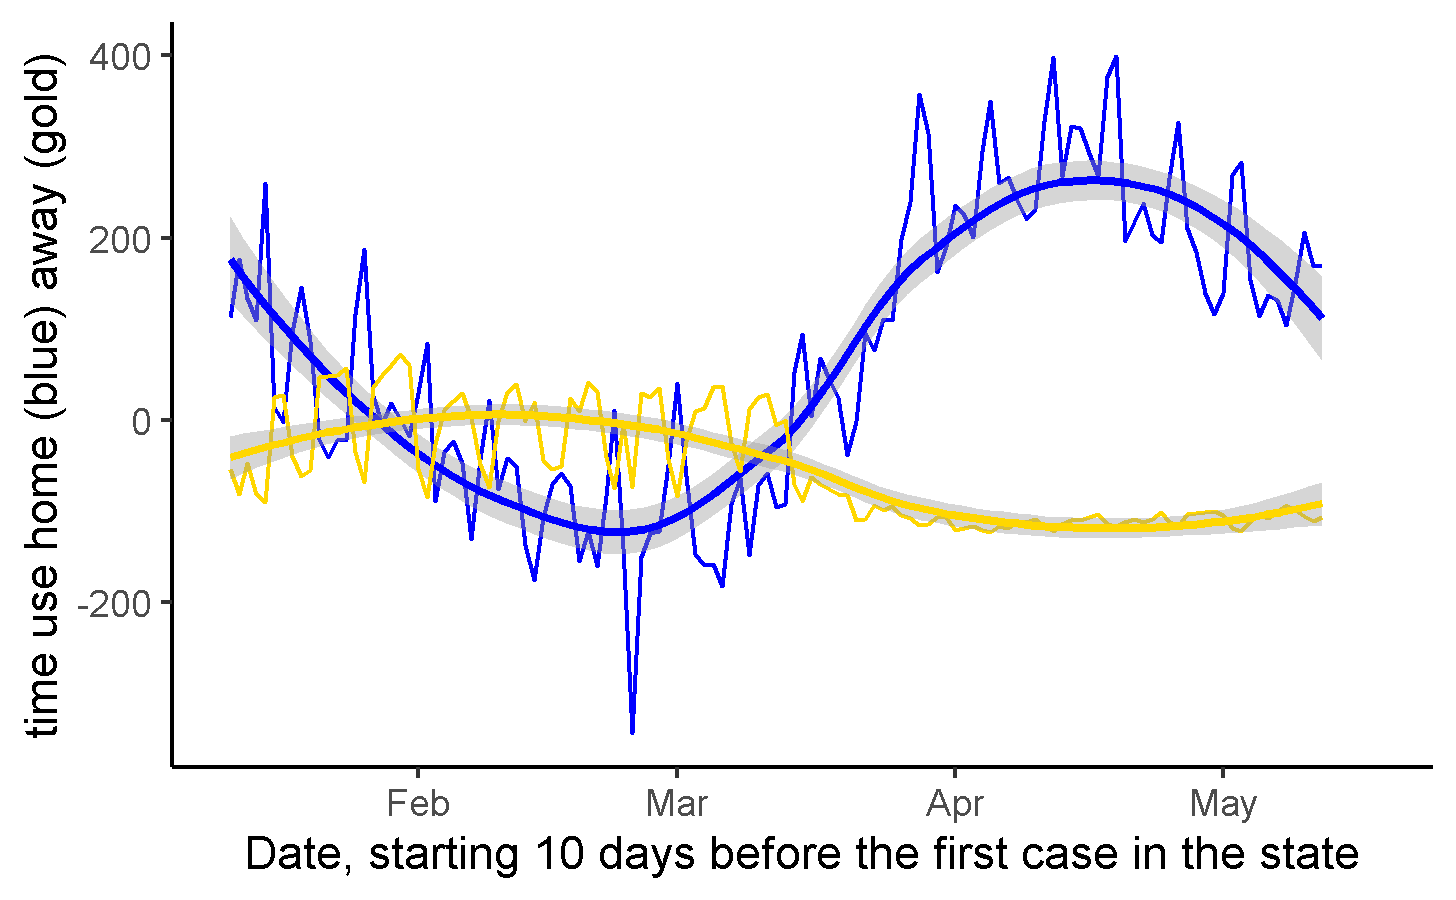 time use home (blue) away (gold)
400
200
0
-200
Feb Mar Apr May
Date, starting 10 days before the first case in the state